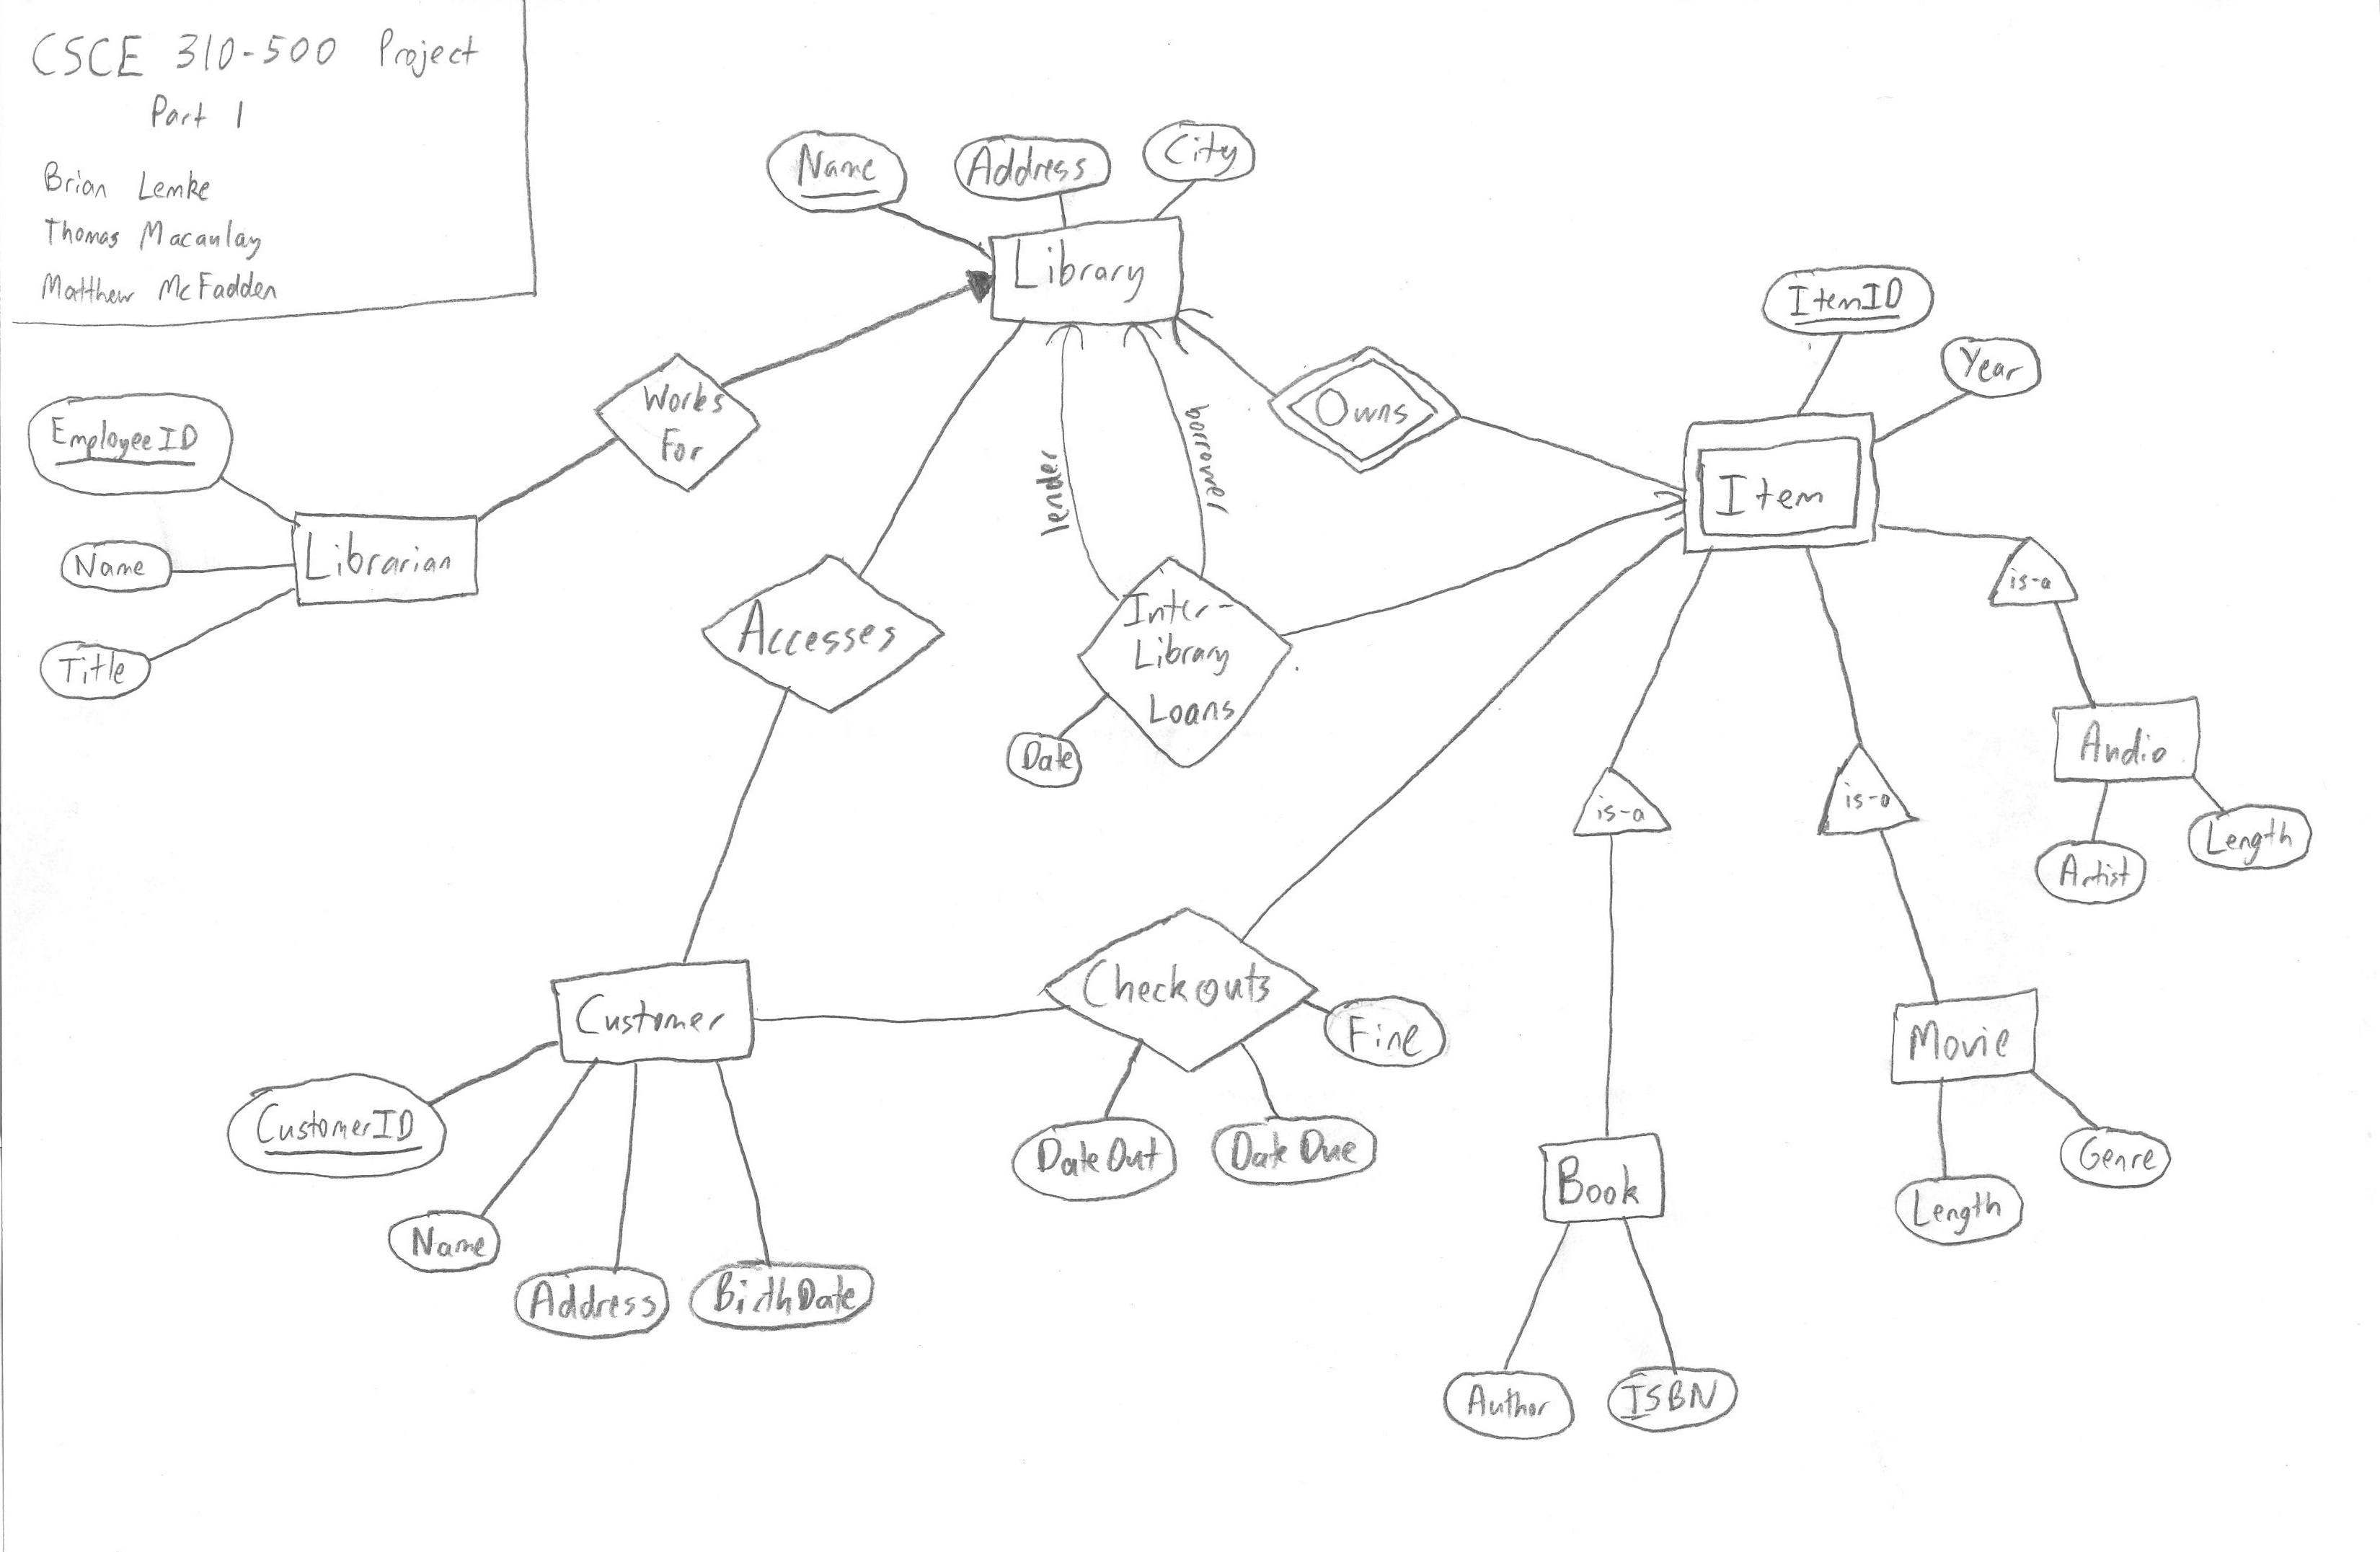 CSCE 310-500 Project
Part 1
Brian Lemke
Thomas Macaulay
Matthew McFadden
Name
Address
City
Library
ItemID
Year
Works
For
Owns
EmployeeID
Librarian
Name
Title
lender
borrower
Item
is-a
Accesses
Inter-
Library
Loans
Date
Audio
Artist
Length
is-a
is-a
Customer
Checkouts
Fine
Movie
CustomerID
Name
Address
BirthDate
DateOut
Date Due
Book
Length
Genre
Author
ISBN